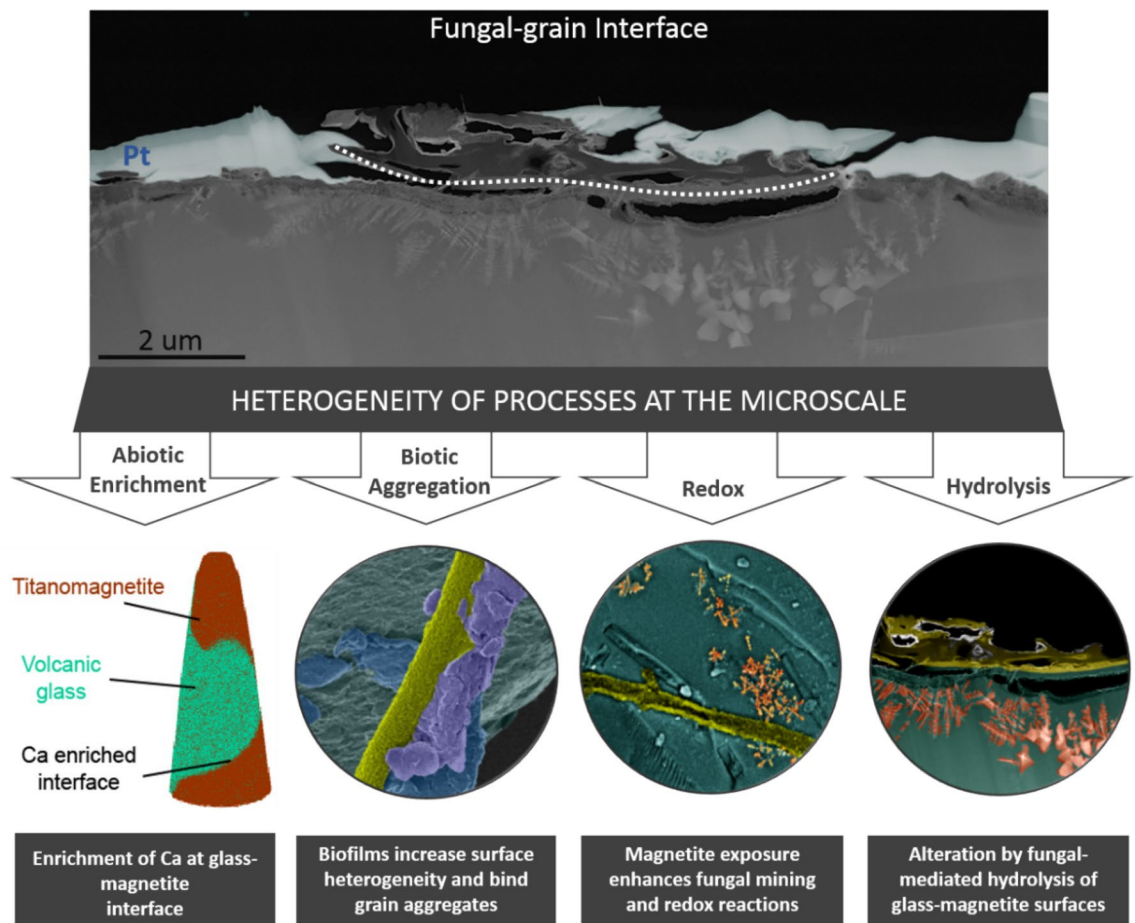 Fungal-grain Interface
Pt
2 um
HETEROGENEITY OF PROCESSES AT THE MICROSCALE
Abiotic
Enrichment
Biotic
Aggregation
Redox
Hydrolysis
Titanomagnetite
Volcanic
glass
Ca enriched
interface
Enrichment of Ca at glass-
magnetite
interface
Biofilms increase surface
heterogeneity and bind
grain aggregates
Magnetite exposure
enhances fungal mining
and redox reactions
Alteration by fungal-
mediated hydrolysis of
glass-magnetite surfaces